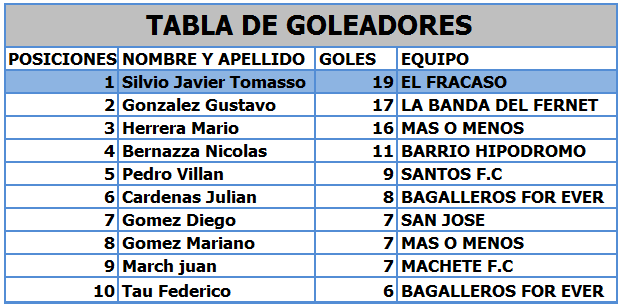 TABLA DE GOLEADORES
POSICIONES NOMBRE Y APELLIDO GOLES EQUIPO
1 Silvio Javier Tomasso 19 EL FRACASO
2 Gonzalez Gustavo 17 LA BANDA DEL FERNET
3 Herrera Mario 16 MAS O MENOS
4 Bernazza Nicolas 11 BARRIO HIPODROMO
5 Pedro Villan 9 SANTOS F.C
6 Cardenas Julian 8 BAGALLEROS FOR EVER
7 Gomez Diego 7 SAN JOSE
8 Gomez Mariano 7 MAS O MENOS
9 March juan 7 MACHETE F.C
10 Tau Federico 6 BAGALLEROS FOR EVER